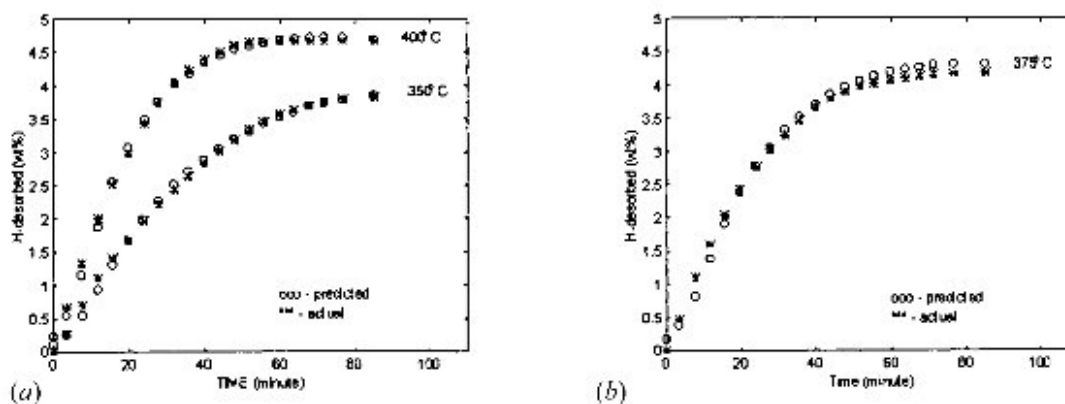 (a)
H-desorbed (wt%)
5
4.5
4
3.5
3
2.5
2
1.5
1
0.5
0
400°C
350°C
ooo - predicted
** - actual
0 20 40 60 80 100
TIME (minute)
(b)
H-desorbed (wt%)
5
4.5
4
3.5
3
2.5
2
1.5
1
0.5
0
375°C
ooo - predicted
** - actual
0 20 40 60 80 100
Time (minute)